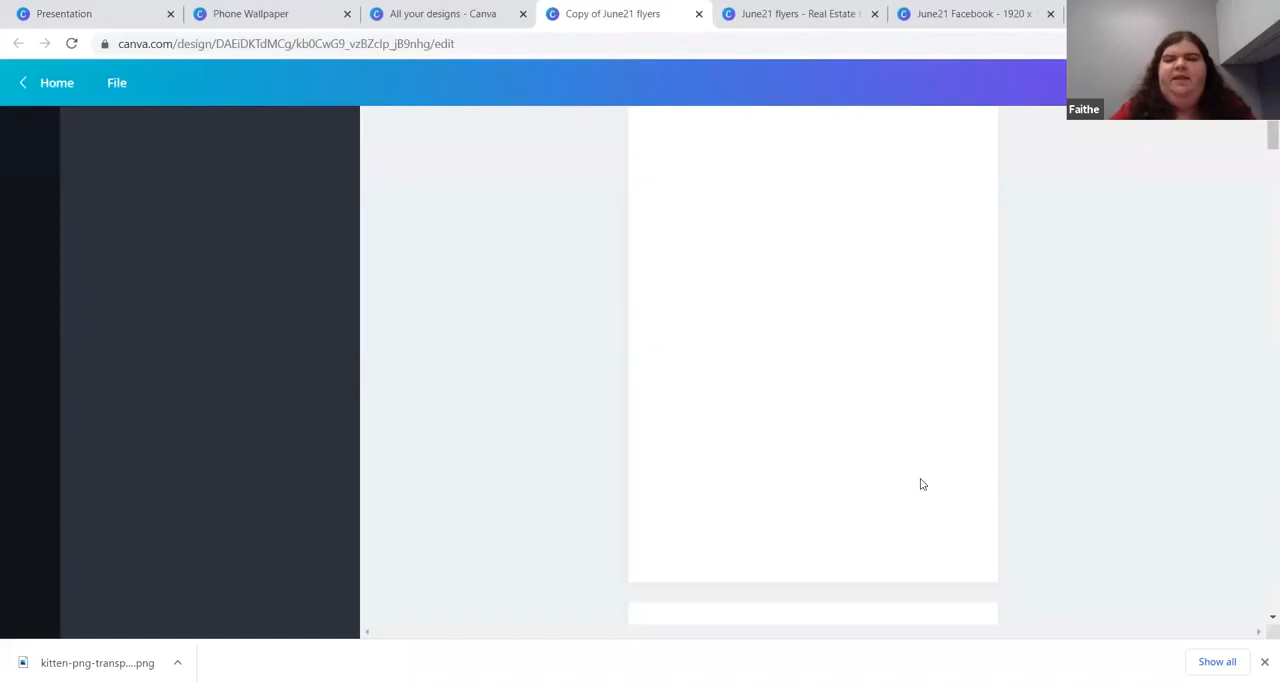 Presentation
Phone Wallpaper
All your designs - Canva
Copy of June21 flyers
June21 flyers - Real Estate
June21 Facebook - 1920 x
canva.com/design/DAEiDKTdMCg/kb0CwG9_vzBZcIp_jB9nhg/edit
Home
File
Faithe
kitten-png-transp....png
Show all